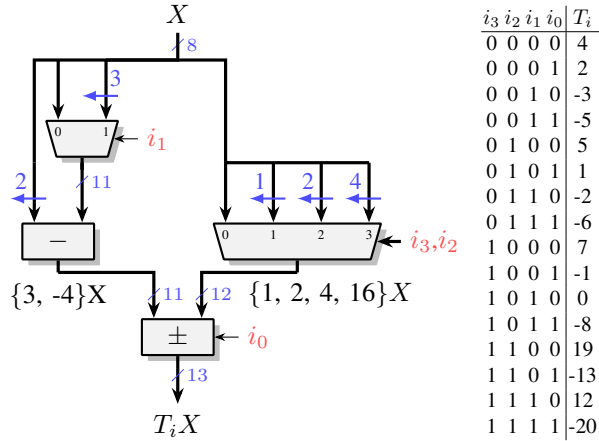 X
8
3
0 1
i₁
2
11
1 2 4
0 1 2 3
−
i₃,i₂
{3, -4}X
11
12
{1, 2, 4, 16}X
±
i₀
13
TᵢX
i₃ i₂ i₁ i₀ Tᵢ
0 0 0 0 4
0 0 0 1 2
0 0 1 0 -3
0 0 1 1 -5
0 1 0 0 5
0 1 0 1 1
0 1 1 0 -2
0 1 1 1 -6
1 0 0 0 7
1 0 0 1 -1
1 0 1 0 0
1 0 1 1 -8
1 1 0 0 19
1 1 0 1 -13
1 1 1 0 12
1 1 1 1 -20